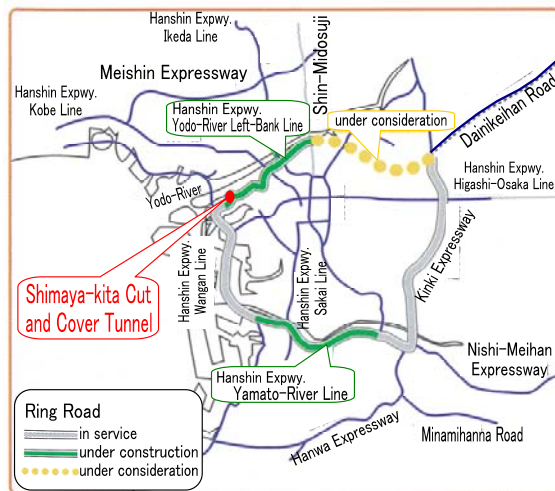 Hanshin Expwy.
Ikeda Line
Meishin Expressway
Shin-Midosuji
Hanshin Expwy.
Kobe Line
Hanshin Expwy.
Yodo-River Left-Bank Line
under consideration
Dainikeihan Road
Yodo-River
Hanshin Expwy.
Higashi-Osaka Line
Shimaya-kita Cut
and Cover Tunnel
Hanshin Expwy.
Wangan Line
Hanshin Expwy.
Sakai Line
Kinki Expressway
Nishi-Meihan
Expressway
Hanshin Expwy.
Yamato-River Line
Hanwa Expressway
Minamihanna Road
Ring Road
in service
under construction
under consideration